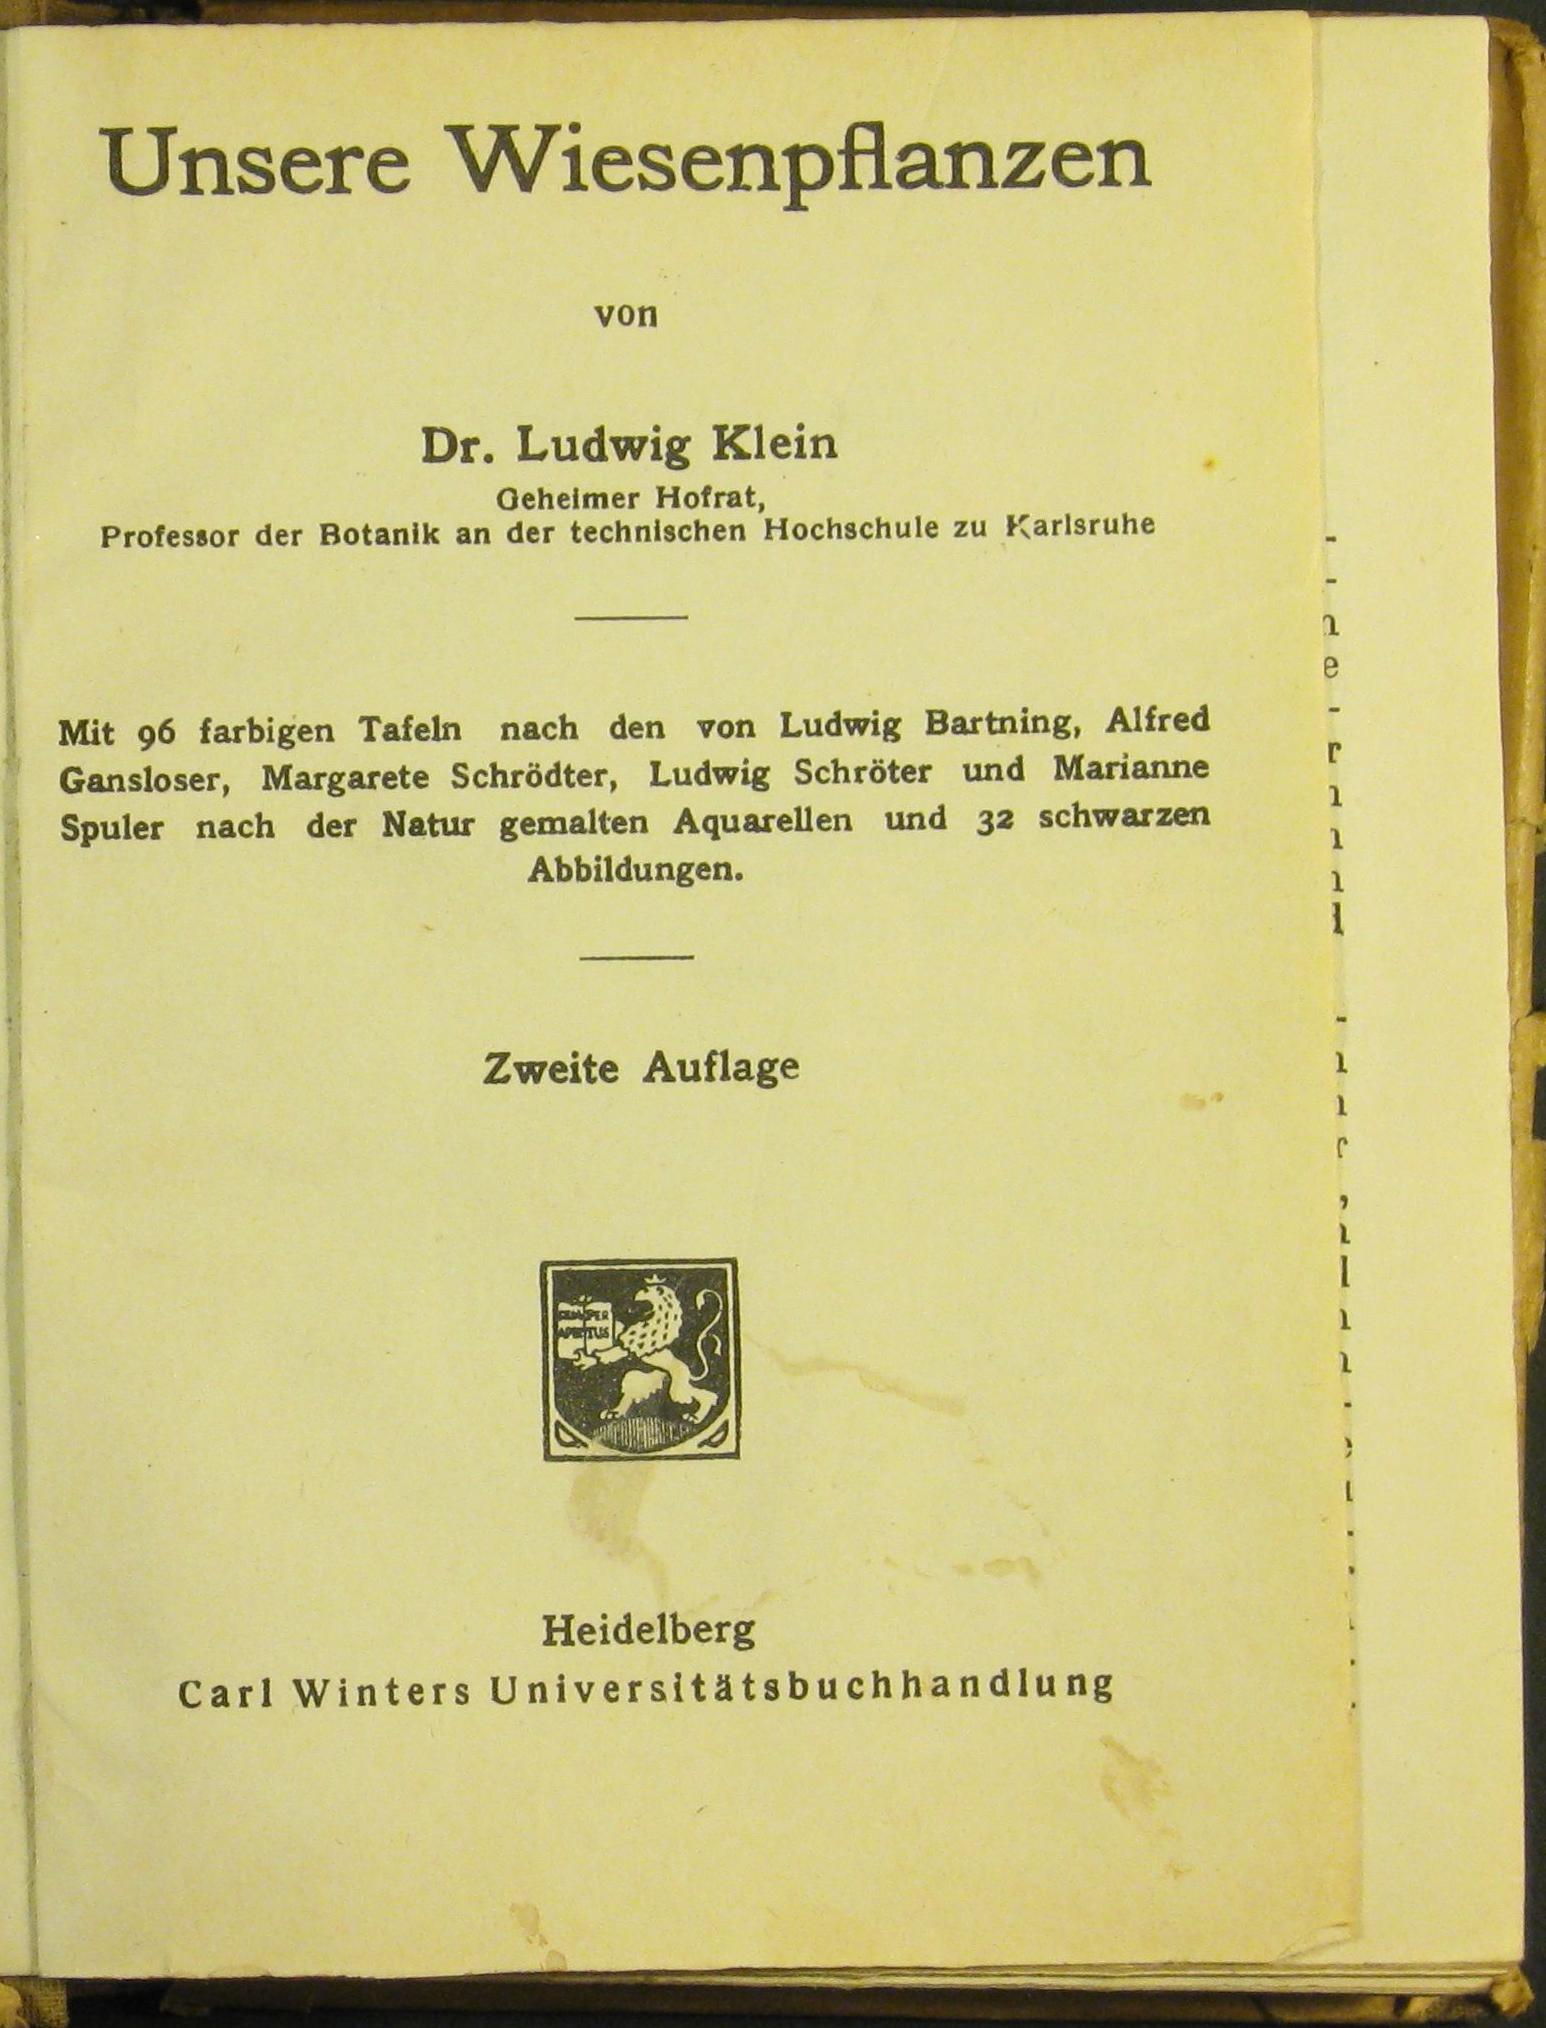 Unsere Wiesenpflanzen
von
Dr. Ludwig Klein
Geheimer Hofrat,
Professor der Botanik an der technischen Hochschule zu Karlsruhe
Mit 96 farbigen Tafeln nach den von Ludwig Bartning, Alfred
Gansloser, Margarete Schrödter, Ludwig Schröter und Marianne
Spuler nach der Natur gemalten Aquarellen und 32 schwarzen
Abbildungen.
Zweite Auflage
SEMPER
APERTUS
Heidelberg
Carl Winters Universitätsbuchhandlung